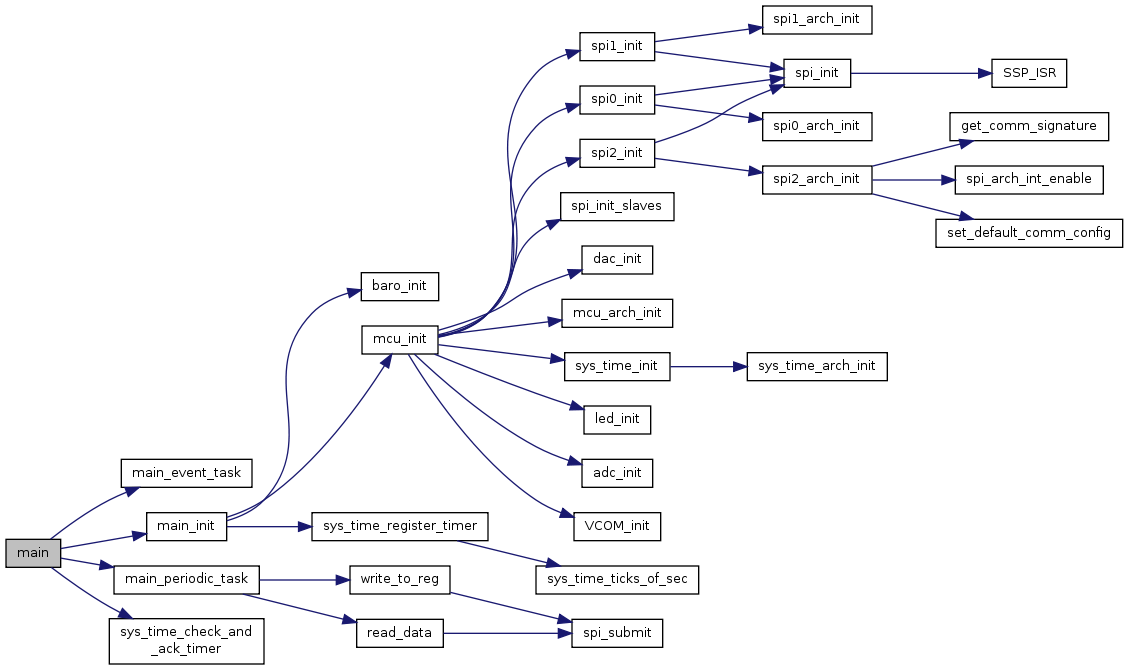 spi1_arch_init
spi1_init
spi_init
SSP_ISR
spi0_init
spi0_arch_init
get_comm_signature
spi2_init
spi2_arch_init
spi_arch_int_enable
spi_init_slaves
set_default_comm_config
dac_init
baro_init
mcu_arch_init
mcu_init
sys_time_init
sys_time_arch_init
led_init
main_event_task
adc_init
main_init
sys_time_register_timer
VCOM_init
main
main_periodic_task
write_to_reg
sys_time_ticks_of_sec
sys_time_check_and
_ack_timer
read_data
spi_submit